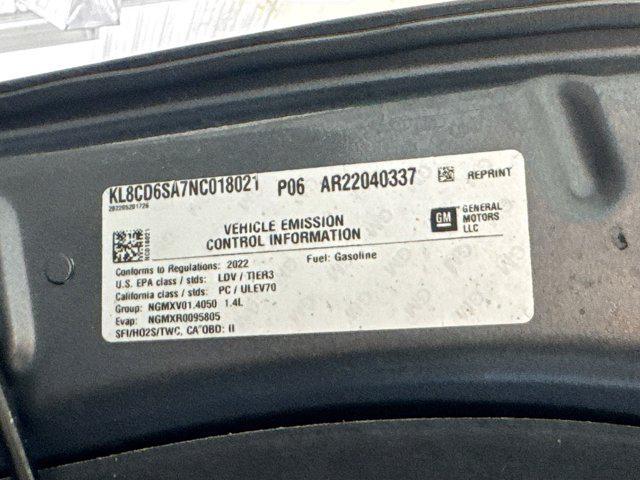 KL8CD6SA7NC018021 P06 AR22040337 REPRINT
202205201726
GM GENERAL MOTORS LLC
VEHICLE EMISSION
CONTROL INFORMATION
Conforms to Regulations: 2022 Fuel: Gasoline
U.S. EPA class / stds: LDV / TIER3
California class / stds: PC / ULEV70
Group: NGMXV01.4050 1.4L
Evap: NGMXR0095805
SFI/HO2S/TWC, CA OBD: II